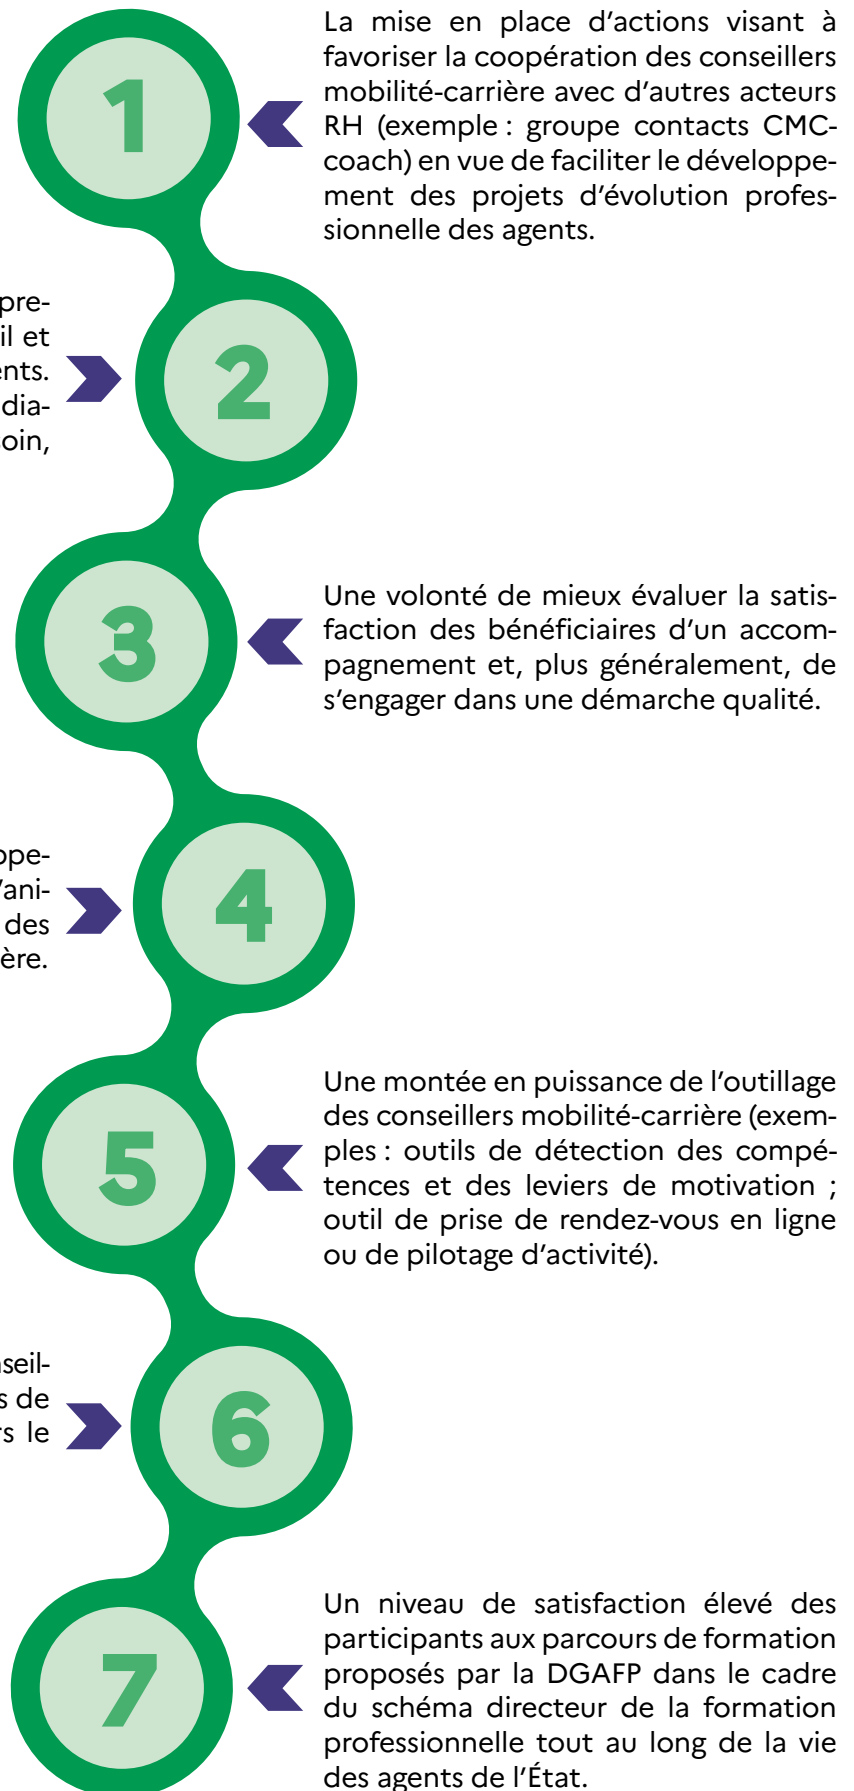 1
La mise en place d’actions visant à
favoriser la coopération des conseillers
mobilité-carrière avec d’autres acteurs
RH (exemple : groupe contacts CMC-
coach) en vue de faciliter le développe-
ment des projets d’évolution profes-
sionnelle des agents.
2
il et
dia-
3
Une volonté de mieux évaluer la satis-
faction des bénéficiaires d’un accom-
pagnement et, plus généralement, de
s’engager dans une démarche qualité.
4
des
5
Une montée en puissance de l’outillage
des conseillers mobilité-carrière (exem-
ples : outils de détection des compé-
tences et des leviers de motivation ;
outil de prise de rendez-vous en ligne
ou de pilotage d’activité).
6
s de
rs le
7
Un niveau de satisfaction élevé des
participants aux parcours de formation
proposés par la DGAFP dans le cadre
du schéma directeur de la formation
professionnelle tout au long de la vie
des agents de l’État.